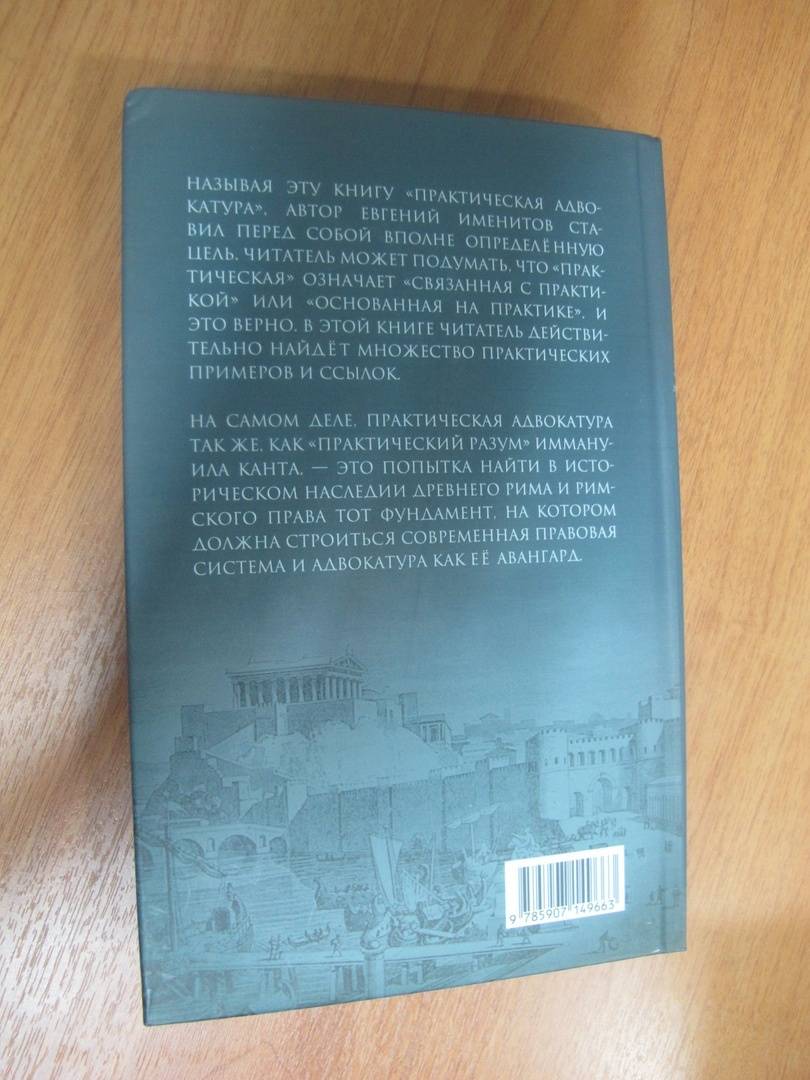 НАЗЫВАЯ ЭТУ КНИГУ «ПРАКТИЧЕСКАЯ АДВО-
КАТУРА», АВТОР ЕВГЕНИЙ ИМЕНИТОВ СТА-
ВИЛ ПЕРЕД СОБОЙ ВПОЛНЕ ОПРЕДЕЛЁННУЮ
ЦЕЛЬ. ЧИТАТЕЛЬ МОЖЕТ ПОДУМАТЬ, ЧТО «ПРАК-
ТИЧЕСКАЯ» ОЗНАЧАЕТ «СВЯЗАННАЯ С ПРАКТИ-
КОЙ» ИЛИ «ОСНОВАННАЯ НА ПРАКТИКЕ». И
ЭТО ВЕРНО. В ЭТОЙ КНИГЕ ЧИТАТЕЛЬ ДЕЙСТВИ-
ТЕЛЬНО НАЙДЁТ МНОЖЕСТВО ПРАКТИЧЕСКИХ
ПРИМЕРОВ И ССЫЛОК.
НА САМОМ ДЕЛЕ, ПРАКТИЧЕСКАЯ АДВОКАТУРА
ТАК ЖЕ, КАК «ПРАКТИЧЕСКИЙ РАЗУМ» ИММАНУ-
ИЛА КАНТА, — ЭТО ПОПЫТКА НАЙТИ В ИСТО-
РИЧЕСКОМ НАСЛЕДИИ ДРЕВНЕГО РИМА И РИМ-
СКОГО ПРАВА ТОТ ФУНДАМЕНТ, НА КОТОРОМ
ДОЛЖНА СТРОИТЬСЯ СОВРЕМЕННАЯ ПРАВОВАЯ
СИСТЕМА И АДВОКАТУРА КАК ЕЁ АВАНГАРД.
9 785907 149663